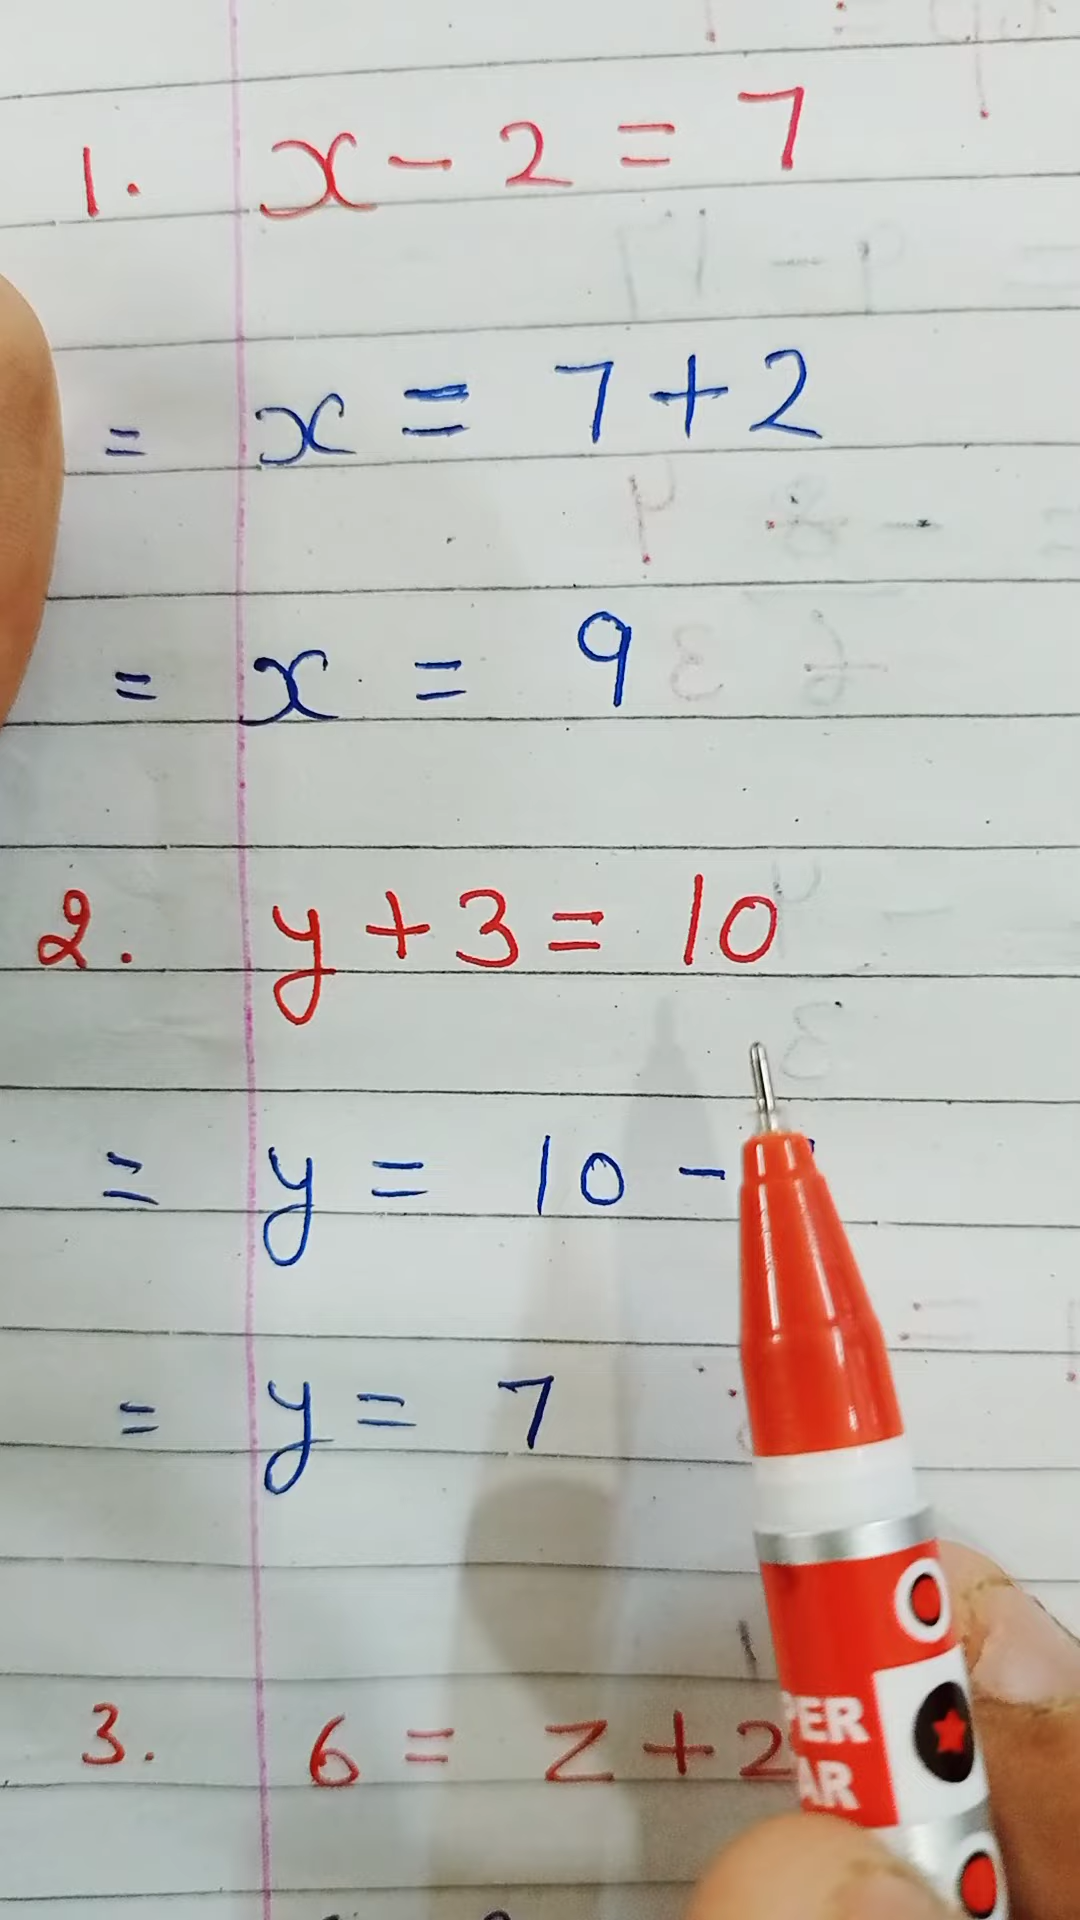 1. x - 2 = 7
= x = 7 + 2
= x = 9
2. y + 3 = 10
= y = 10 -
= y = 7
3. 6 = z + 2
PER
AR